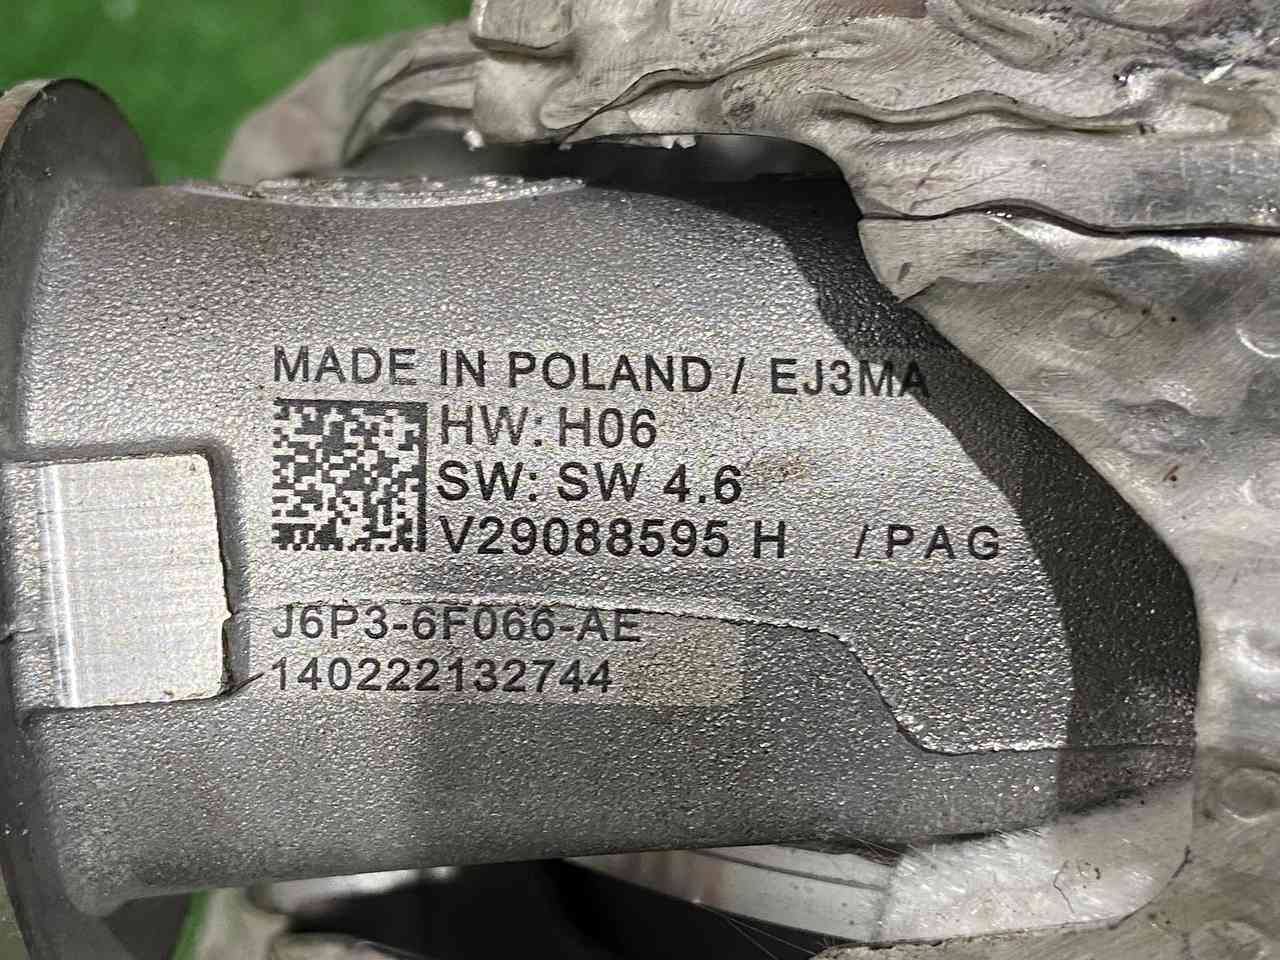 MADE IN POLAND / EJ3MA
HW: H06
SW: SW 4.6
V29088595 H / PAG
J6P3-6F066-AE
140222132744